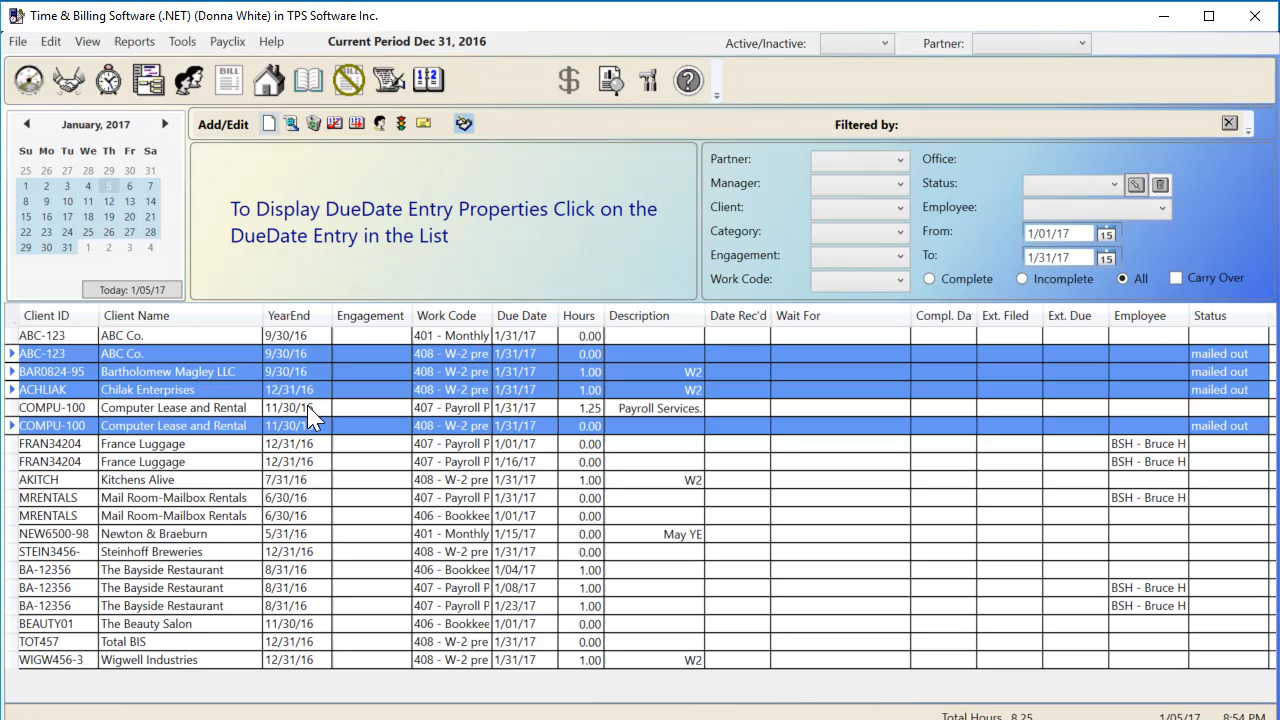 Time & Billing Software (.NET) (Donna White) in TPS Software Inc.
File Edit View Reports Tools Payclix Help Current Period Dec 31, 2016 Active/Inactive: Partner:
BILL BILL
January, 2017 Add/Edit Filtered by:
Su Mo Tu We Th Fr Sa
25 26 27 28 29 30 31
1 2 3 4 5 6 7
8 9 10 11 12 13 14
15 16 17 18 19 20 21
22 23 24 25 26 27 28
29 30 31 1 2 3 4
Today: 1/05/17
To Display DueDate Entry Properties Click on the
DueDate Entry in the List
Partner: Office:
Manager: Status:
Client: Employee:
Category: From: 1/01/17 15
Engagement: To: 1/31/17 15
Work Code: Complete Incomplete All Carry Over
Client ID Client Name YearEnd Engagement Work Code Due Date Hours Description Date Rec'd Wait For Compl. Da Ext. Filed Ext. Due Employee Status
ABC-123 ABC Co. 9/30/16 401 - Monthly 1/31/17 0.00
ABC-123 ABC Co. 9/30/16 408 - W-2 pre 1/31/17 0.00 mailed out
BAR0824-95 Bartholomew Magley LLC 9/30/16 408 - W-2 pre 1/31/17 1.00 W2 mailed out
ACHLIAK Chilak Enterprises 12/31/16 408 - W-2 pre 1/31/17 1.00 W2 mailed out
COMPU-100 Computer Lease and Rental 11/30/16 407 - Payroll P 1/31/17 1.25 Payroll Services.
COMPU-100 Computer Lease and Rental 11/30/1 408 - W-2 pre 1/31/17 0.00 mailed out
FRAN34204 France Luggage 12/31/16 407 - Payroll P 1/01/17 0.00 BSH - Bruce H
FRAN34204 France Luggage 12/31/16 407 - Payroll P 1/16/17 0.00 BSH - Bruce H
AKITCH Kitchens Alive 7/31/16 408 - W-2 pre 1/31/17 1.00 W2
MRENTALS Mail Room-Mailbox Rentals 6/30/16 407 - Payroll P 1/31/17 0.00 BSH - Bruce H
MRENTALS Mail Room-Mailbox Rentals 6/30/16 406 - Bookkee 1/01/17 0.00
NEW6500-98 Newton & Braeburn 5/31/16 401 - Monthly 1/15/17 0.00 May YE
STEIN3456- Steinhoff Breweries 12/31/16 408 - W-2 pre 1/31/17 0.00
BA-12356 The Bayside Restaurant 8/31/16 406 - Bookkee 1/04/17 1.00
BA-12356 The Bayside Restaurant 8/31/16 407 - Payroll P 1/08/17 1.00 BSH - Bruce H
BA-12356 The Bayside Restaurant 8/31/16 407 - Payroll P 1/23/17 1.00 BSH - Bruce H
BEAUTY01 The Beauty Salon 11/30/16 406 - Bookkee 1/01/17 0.00
TOT457 Total BIS 12/31/16 408 - W-2 pre 1/31/17 0.00
WIGW456-3 Wigwell Industries 12/31/16 408 - W-2 pre 1/31/17 1.00 W2
Total Hours 8.25 1/05/17 8:54 PM